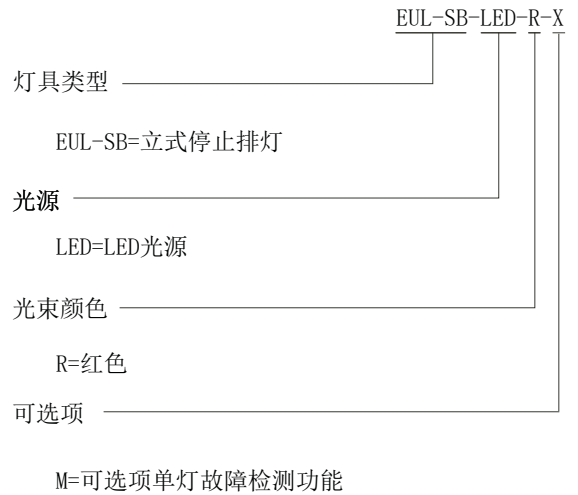 EUL-SB-LED-R-X
灯具类型
EUL-SB=立式停止排灯
光源
LED=LED光源
光束颜色
R=红色
可选项
M=可选项单灯故障检测功能